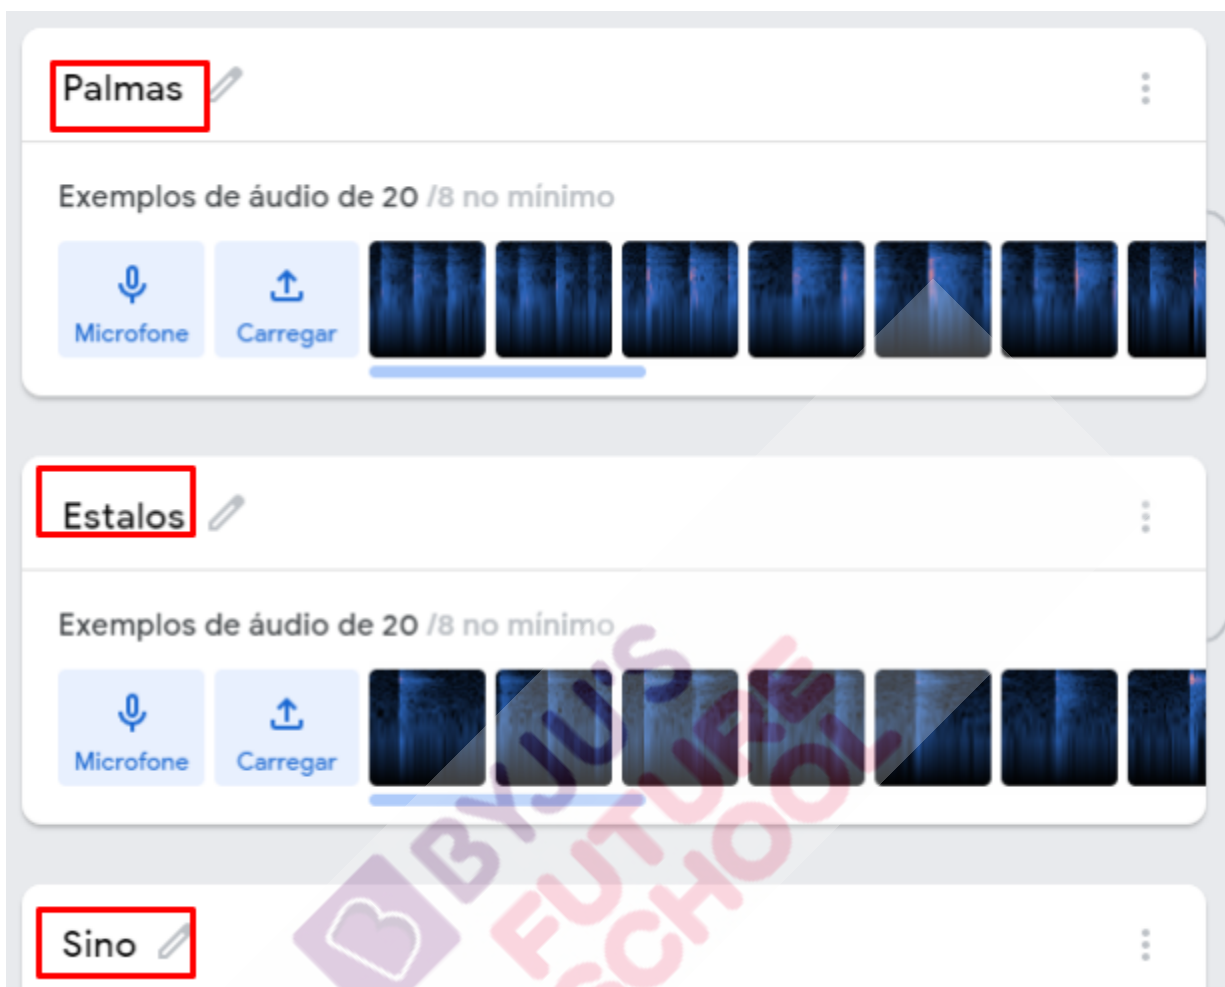 Palmas
Exemplos de áudio de 20 /8 no mínimo
Microfone
Carregar
Estalos
Exemplos de áudio de 20 /8 no mínimo
Microfone
Carregar
BYJU'S
FUTURE
SCHOOL
Sino